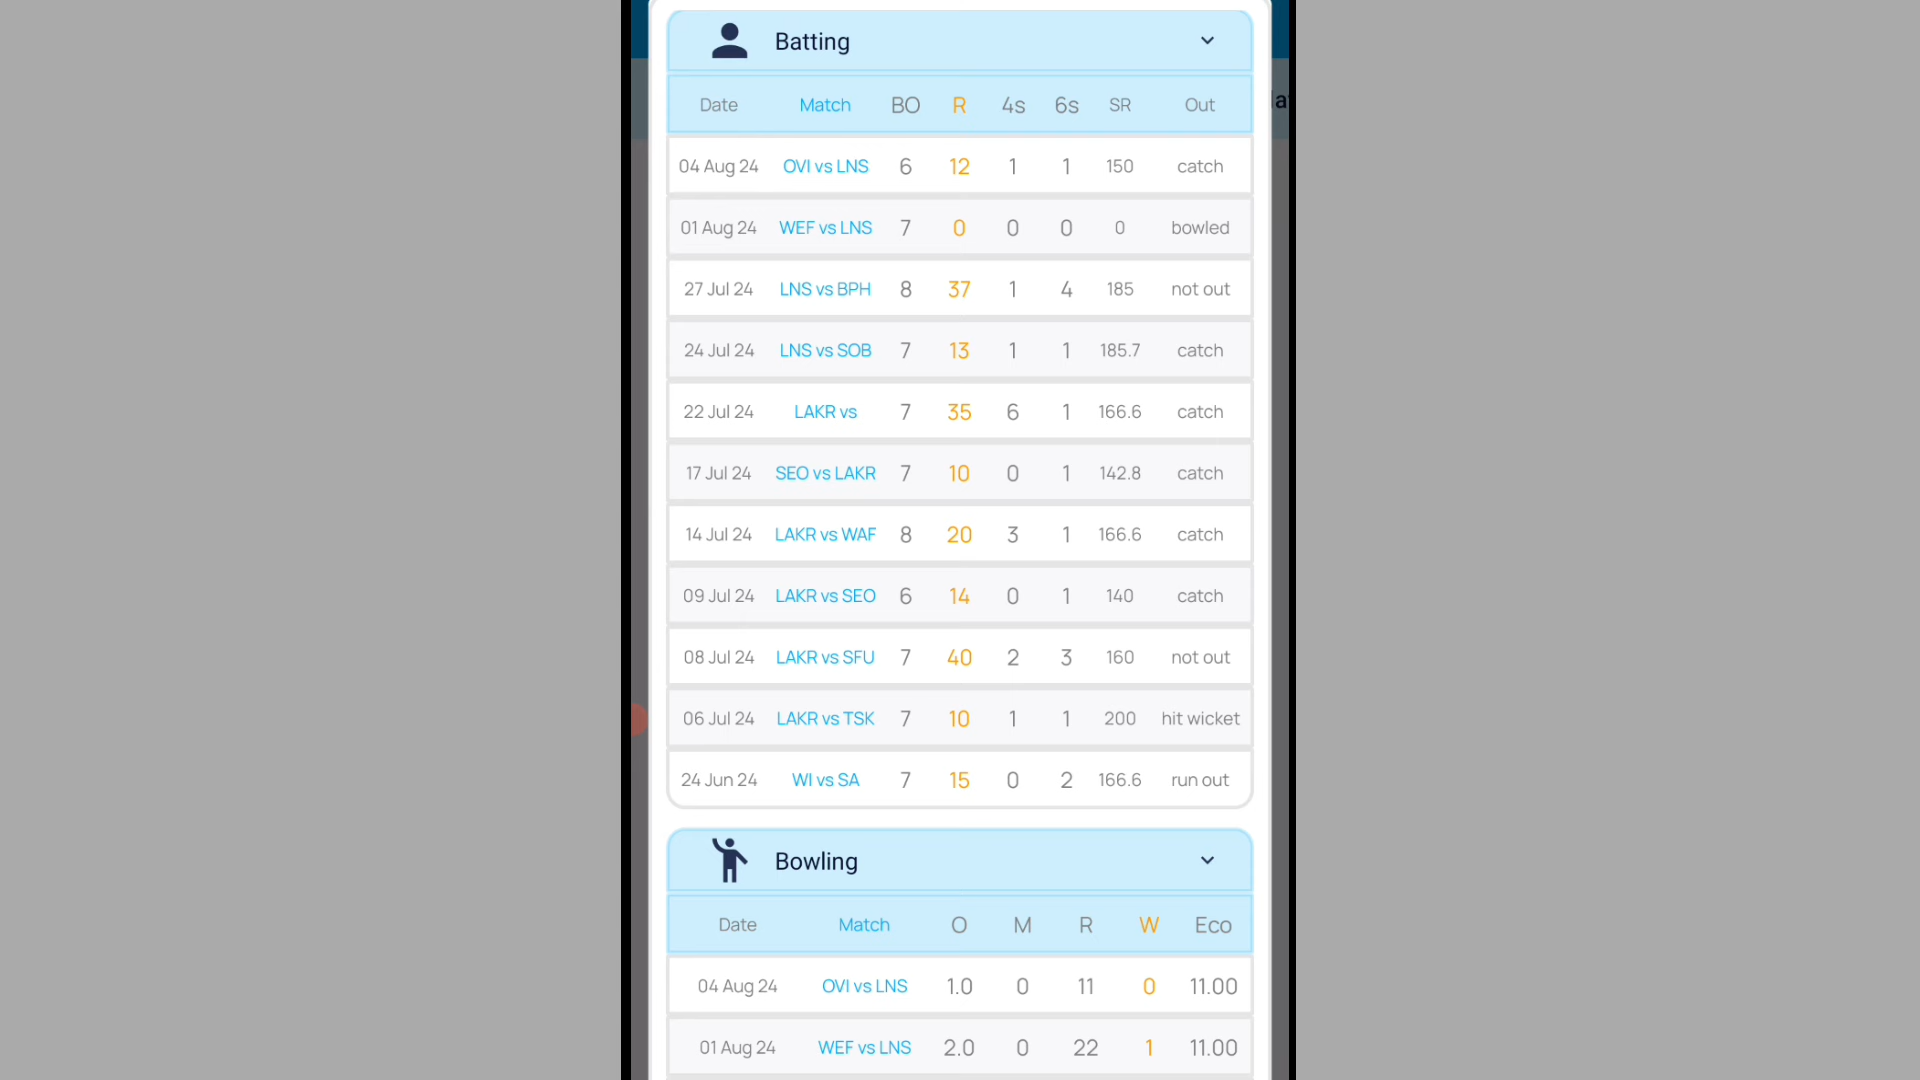 Batting
Date Match BO R 4s 6s SR Out
04 Aug 24 OVI vs LNS 6 12 1 1 150 catch
01 Aug 24 WEF vs LNS 7 0 0 0 0 bowled
27 Jul 24 LNS vs BPH 8 37 1 4 185 not out
24 Jul 24 LNS vs SOB 7 13 1 1 185.7 catch
22 Jul 24 LAKR vs 7 35 6 1 166.6 catch
17 Jul 24 SEO vs LAKR 7 10 0 1 142.8 catch
14 Jul 24 LAKR vs WAF 8 20 3 1 166.6 catch
09 Jul 24 LAKR vs SEO 6 14 0 1 140 catch
08 Jul 24 LAKR vs SFU 7 40 2 3 160 not out
06 Jul 24 LAKR vs TSK 7 10 1 1 200 hit wicket
24 Jun 24 WI vs SA 7 15 0 2 166.6 run out
Bowling
Date Match O M R W Eco
04 Aug 24 OVI vs LNS 1.0 0 11 0 11.00
01 Aug 24 WEF vs LNS 2.0 0 22 1 11.00